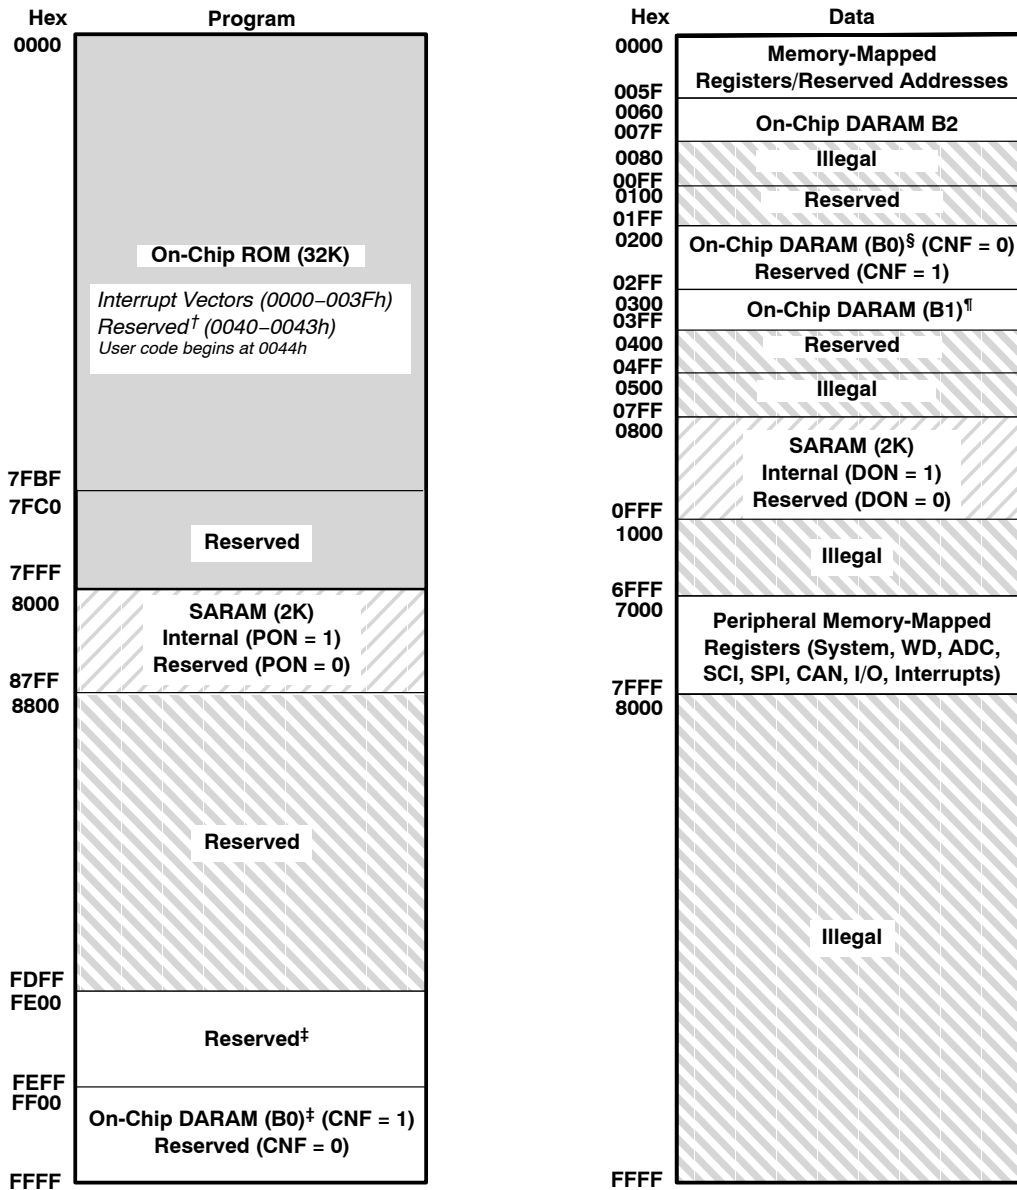 Hex Program
0000
On-Chip ROM (32K)
Interrupt Vectors (0000–003Fh)
Reserved† (0040–0043h)
User code begins at 0044h
7FBF
7FC0
Reserved
7FFF
8000
SARAM (2K)
Internal (PON = 1)
Reserved (PON = 0)
87FF
8800
Reserved
FDFF
FE00
Reserved‡
FEFF
FF00
On-Chip DARAM (B0)‡ (CNF = 1)
Reserved (CNF = 0)
FFFF
Hex Data
0000
Memory-Mapped
Registers/Reserved Addresses
005F
0060
On-Chip DARAM B2
007F
0080
Illegal
00FF
0100
Reserved
01FF
0200
On-Chip DARAM (B0)§ (CNF = 0)
Reserved (CNF = 1)
02FF
0300
On-Chip DARAM (B1)¶
03FF
0400
Reserved
04FF
0500
Illegal
07FF
0800
SARAM (2K)
Internal (DON = 1)
Reserved (DON = 0)
0FFF
1000
Illegal
6FFF
7000
Peripheral Memory-Mapped
Registers (System, WD, ADC,
SCI, SPI, CAN, I/O, Interrupts)
7FFF
8000
Illegal
FFFF